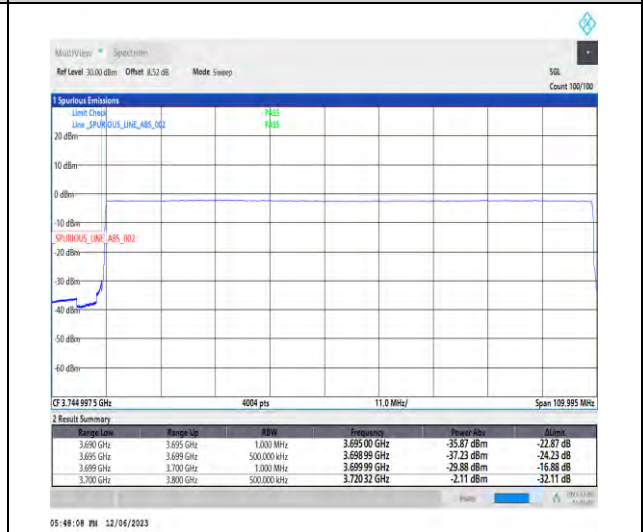 MultiView Spectrum
Ref Level 30.00 dBm Offset 8.52 dB Mode Sweep SGL
Count 100/100
1 Spurious Emissions
Limit Check PASS
Line _SPURIOUS_LINE_ABS_002 PASS
20 dBm
10 dBm
0 dBm
-10 dBm
_SPURIOUS_LINE_ABS_002
-20 dBm
-30 dBm
-40 dBm
-50 dBm
-60 dBm
CF 3.744 997 5 GHz 4004 pts 11.0 MHz/ Span 109.995 MHz
2 Result Summary
Range Low Range Up RBW Frequency Power Abs ΔLimit
3.690 GHz 3.695 GHz 1.000 MHz 3.695 00 GHz -35.87 dBm -22.87 dB
3.695 GHz 3.699 GHz 500.000 kHz 3.698 99 GHz -37.23 dBm -24.23 dB
3.699 GHz 3.700 GHz 1.000 MHz 3.699 99 GHz -29.88 dBm -16.88 dB
3.700 GHz 3.800 GHz 500.000 kHz 3.720 32 GHz -2.11 dBm -32.11 dB
05:48:08 PM 12/06/2023